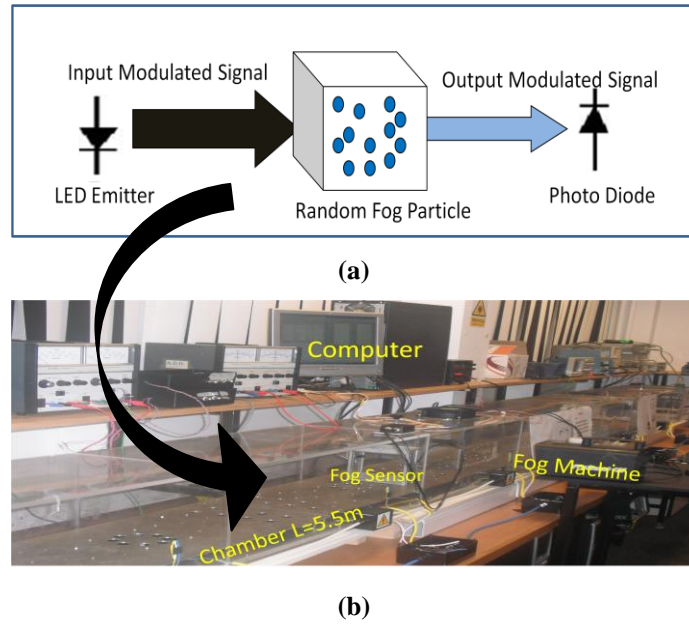 Input Modulated Signal
Output Modulated Signal
LED Emitter
Random Fog Particle
Photo Diode
(a)
Computer
Fog Sensor
Fog Machine
Chamber L=5.5m
(b)